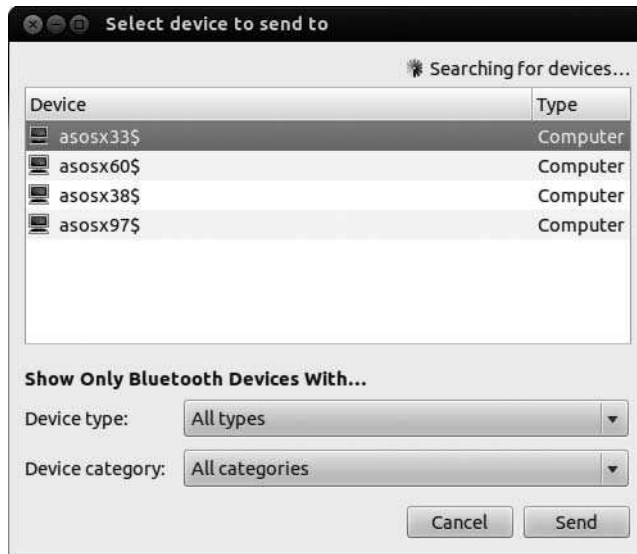 Select device to send to
Searching for devices...
Device Type
asosx33$ Computer
asosx60$ Computer
asosx38$ Computer
asosx97$ Computer
Show Only Bluetooth Devices With...
Device type: All types
Device category: All categories
Cancel Send